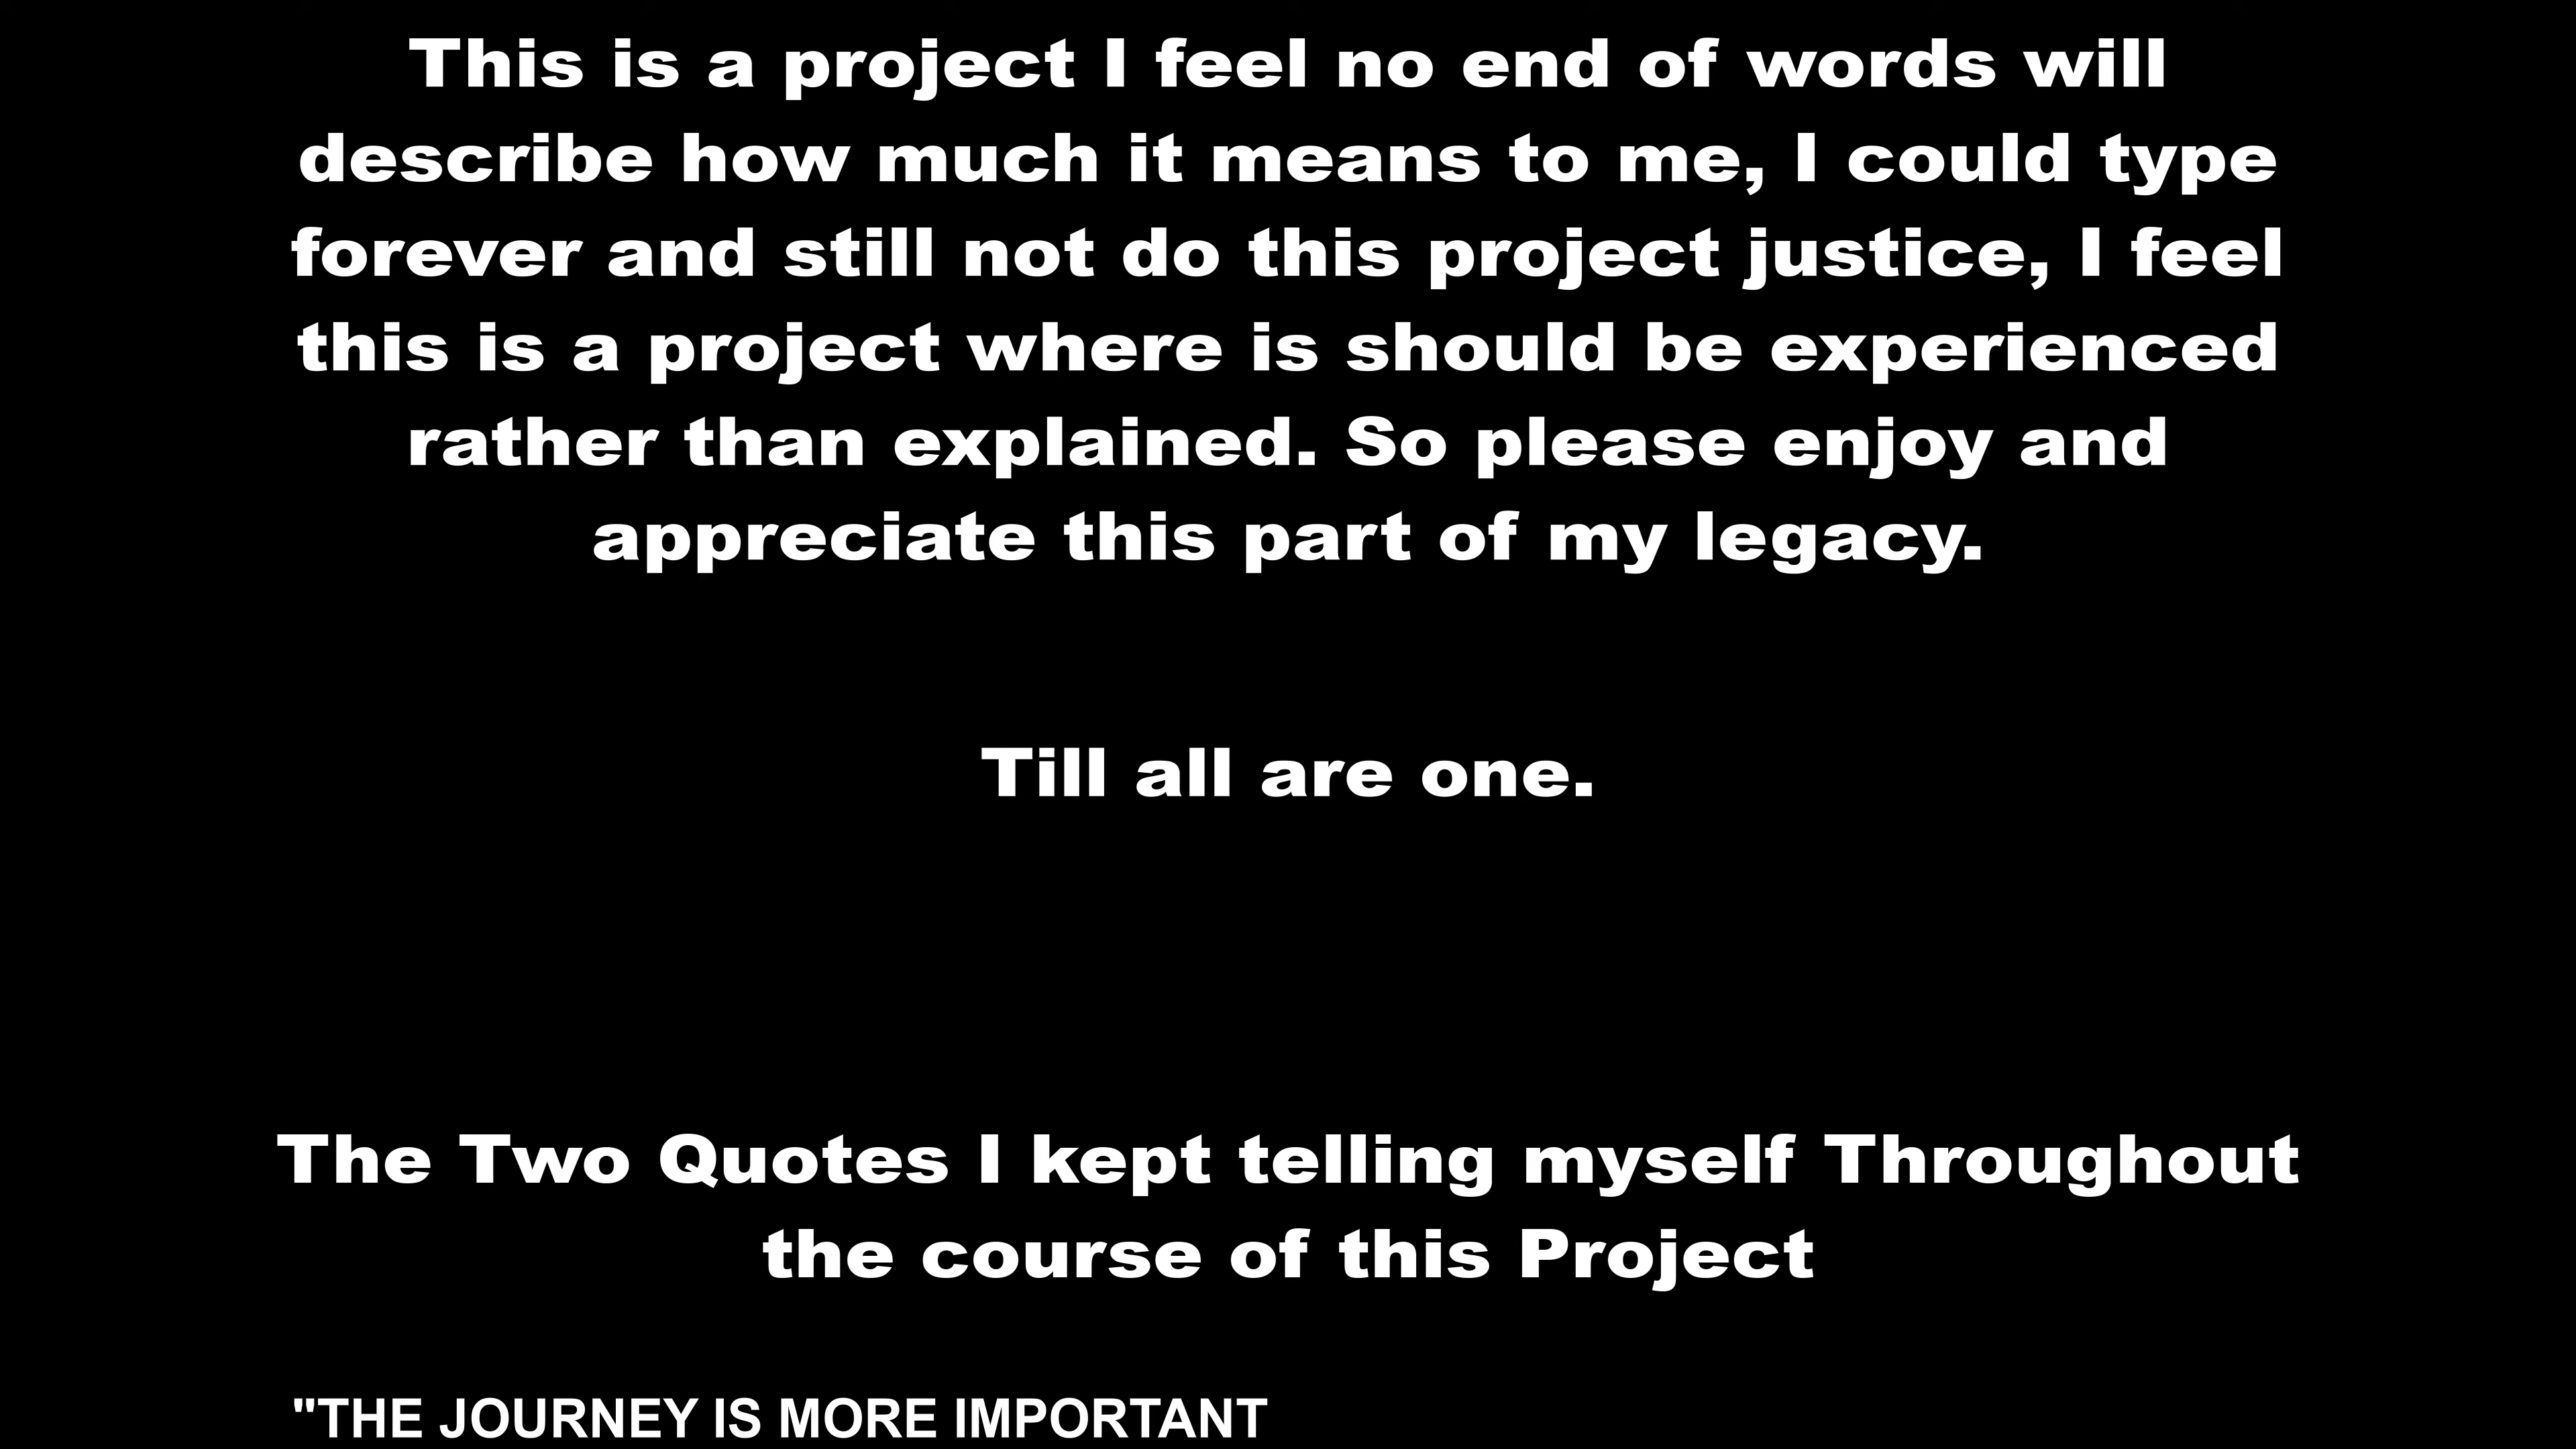 This is a project I feel no end of words will
describe how much it means to me, I could type
forever and still not do this project justice, I feel
this is a project where is should be experienced
rather than explained. So please enjoy and
appreciate this part of my legacy.
Till all are one.
The Two Quotes I kept telling myself Throughout
the course of this Project
"THE JOURNEY IS MORE IMPORTANT